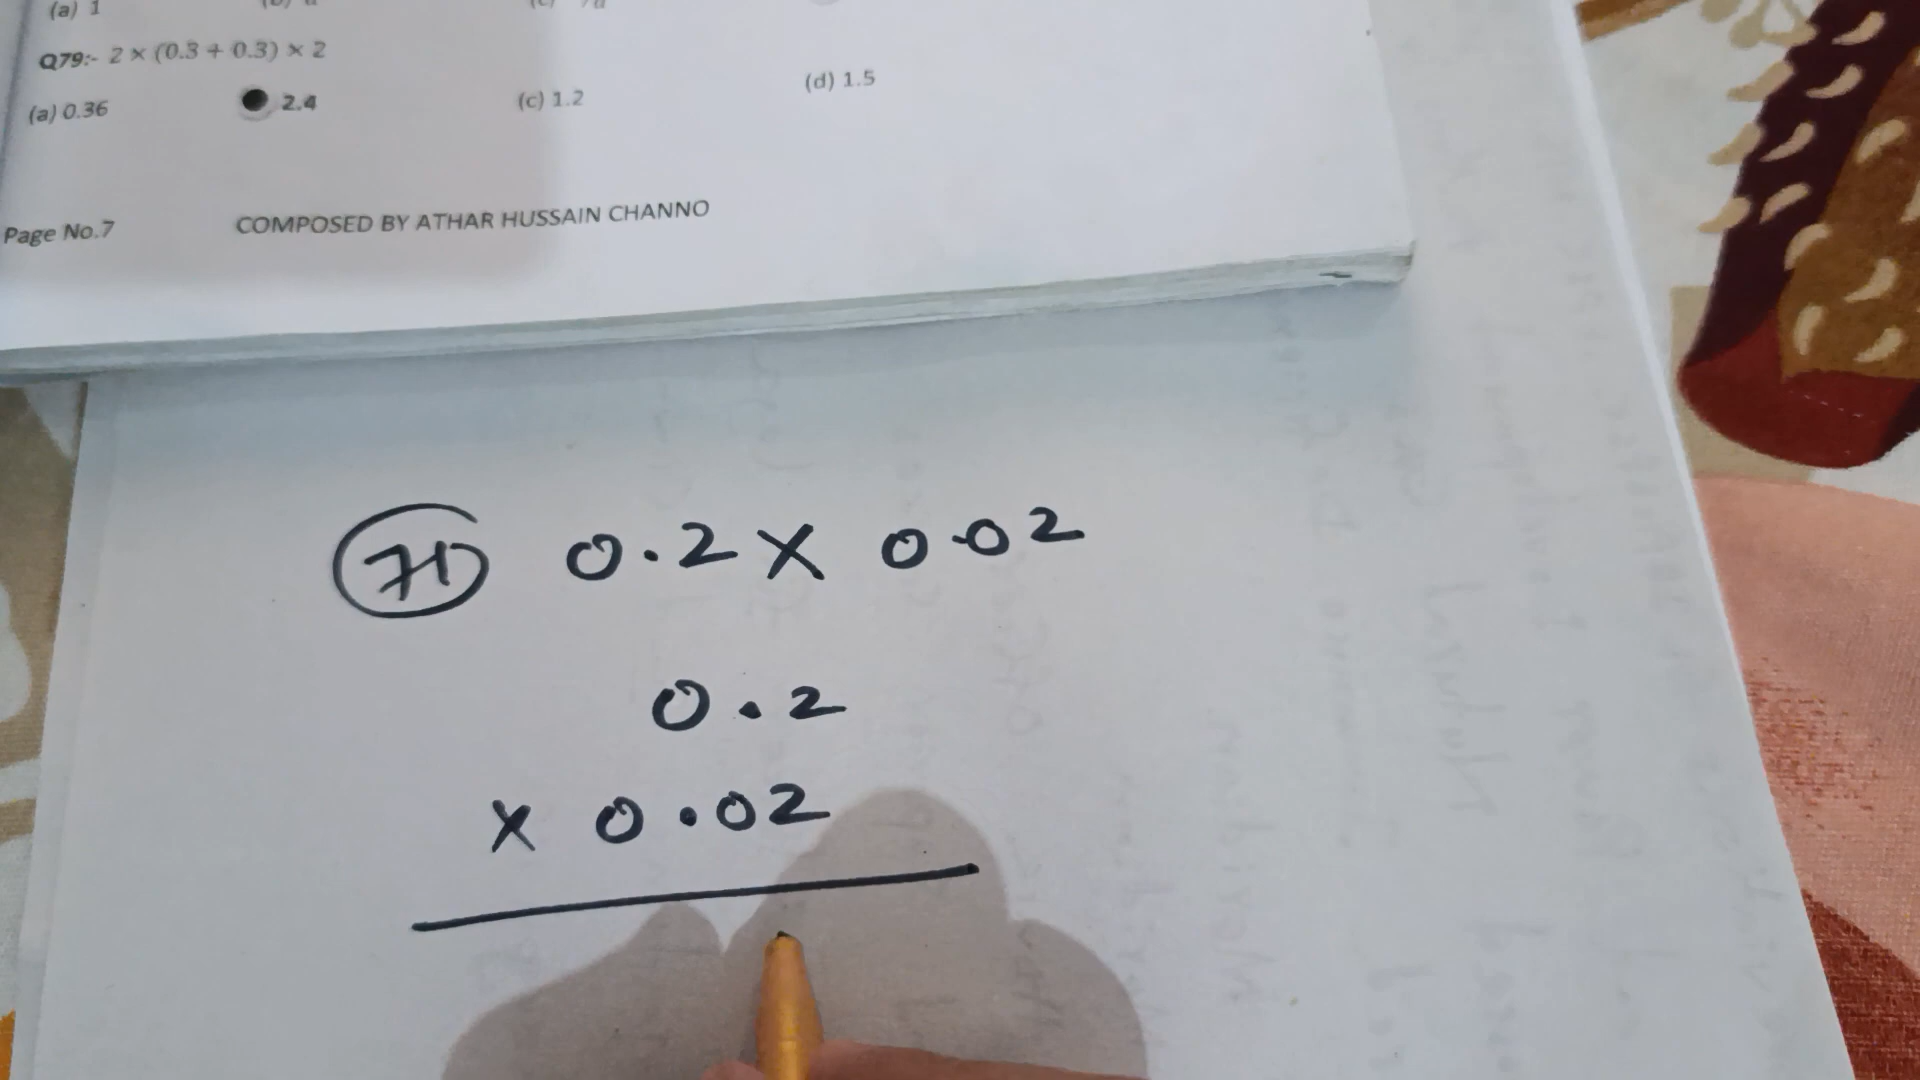 (a) 1
Q79:- 2 × (0.3 + 0.3) × 2
(a) 0.36 2.4 (c) 1.2 (d) 1.5
Page No.7 COMPOSED BY ATHAR HUSSAIN CHANNO
71 0.2 × 0.02
0.2
× 0.02